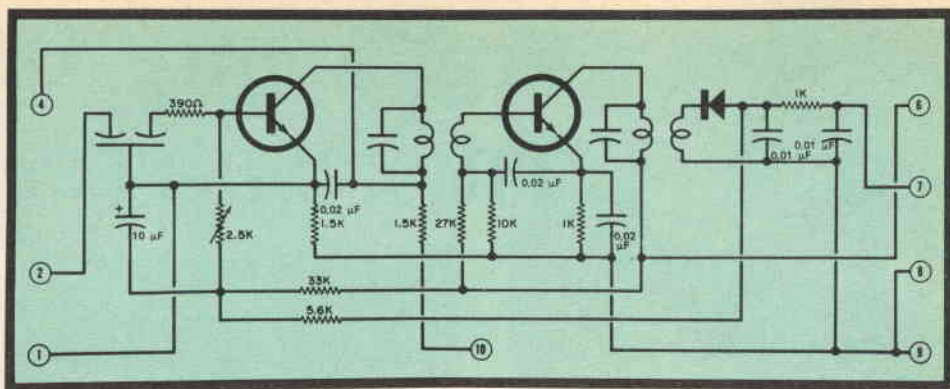 4
390Ω
1K
6
0.01 µF
0.01 µF
7
0.02 µF
0.02 µF
10 µF
+
2.5K
1.5K
1.5K
27K
10K
1K
0.02 µF
2
33K
8
5.6K
1
10
9